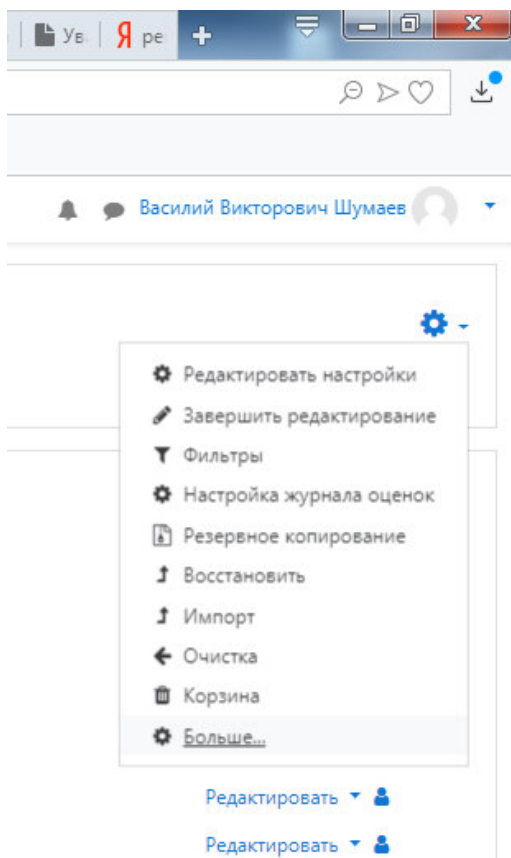 Ув Я ре
Василий Викторович Шумаев
Редактировать настройки
Завершить редактирование
Фильтры
Настройка журнала оценок
Резервное копирование
Восстановить
Импорт
Очистка
Корзина
Больше...
Редактировать
Редактировать